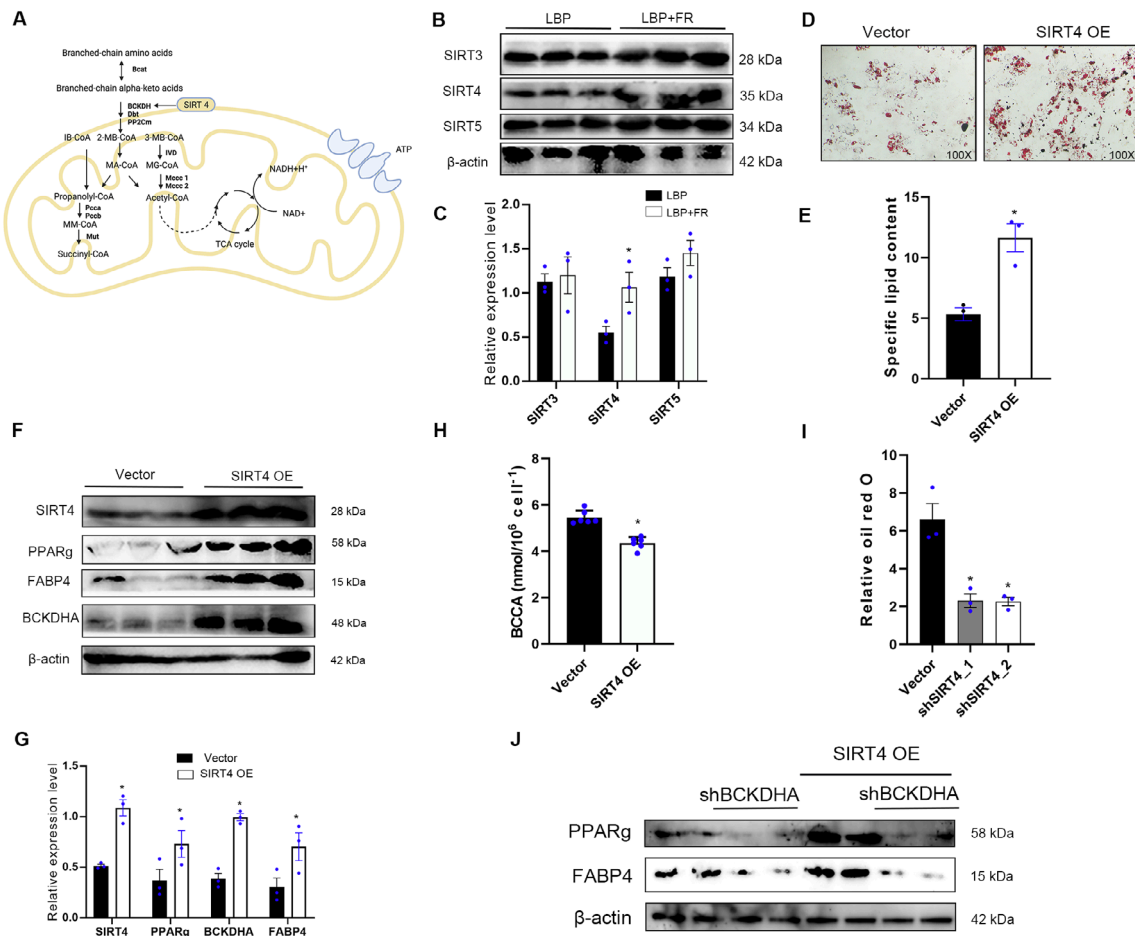 A
Branched-chain amino acids
Bcat
Branched-chain alpha-keto acids
BCKDH
SIRT 4
Dbt
PP2Cm
IB-CoA 2-MB-CoA 3-MB-CoA
IVD
MA-CoA MG-CoA
Mccc 1
Mccc 2
Propanolyl-CoA Acetyl-CoA
Pcca
Pccb
MM-CoA
Mut
Succinyl-CoA
TCA cycle
NADH+H+
NAD+
ATP
B
LBP LBP+FR
SIRT3 28 kDa
SIRT4 35 kDa
SIRT5 34 kDa
β-actin 42 kDa
C
LBP
LBP+FR
Relative expression level
2.0
1.5
1.0
0.5
0.0
*
SIRT3 SIRT4 SIRT5
D
Vector SIRT4 OE
100X 100X
E
Specific lipid content
15
10
5
0
*
Vector SIRT4 OE
F
Vector SIRT4 OE
SIRT4 28 kDa
PPARg 58 kDa
FABP4 15 kDa
BCKDHA 48 kDa
β-actin 42 kDa
G
Vector
SIRT4 OE
Relative expression level
1.5
1.0
0.5
0.0
* * * *
SIRT4 PPARg BCKDHA FABP4
H
BCCA (nmol/10⁶ cell⁻¹)
8
6
4
2
0
*
Vector SIRT4 OE
I
Relative oil red O
10
8
6
4
2
0
* *
Vector shSIRT4_1 shSIRT4_2
J
SIRT4 OE
shBCKDHA shBCKDHA
PPARg 58 kDa
FABP4 15 kDa
β-actin 42 kDa